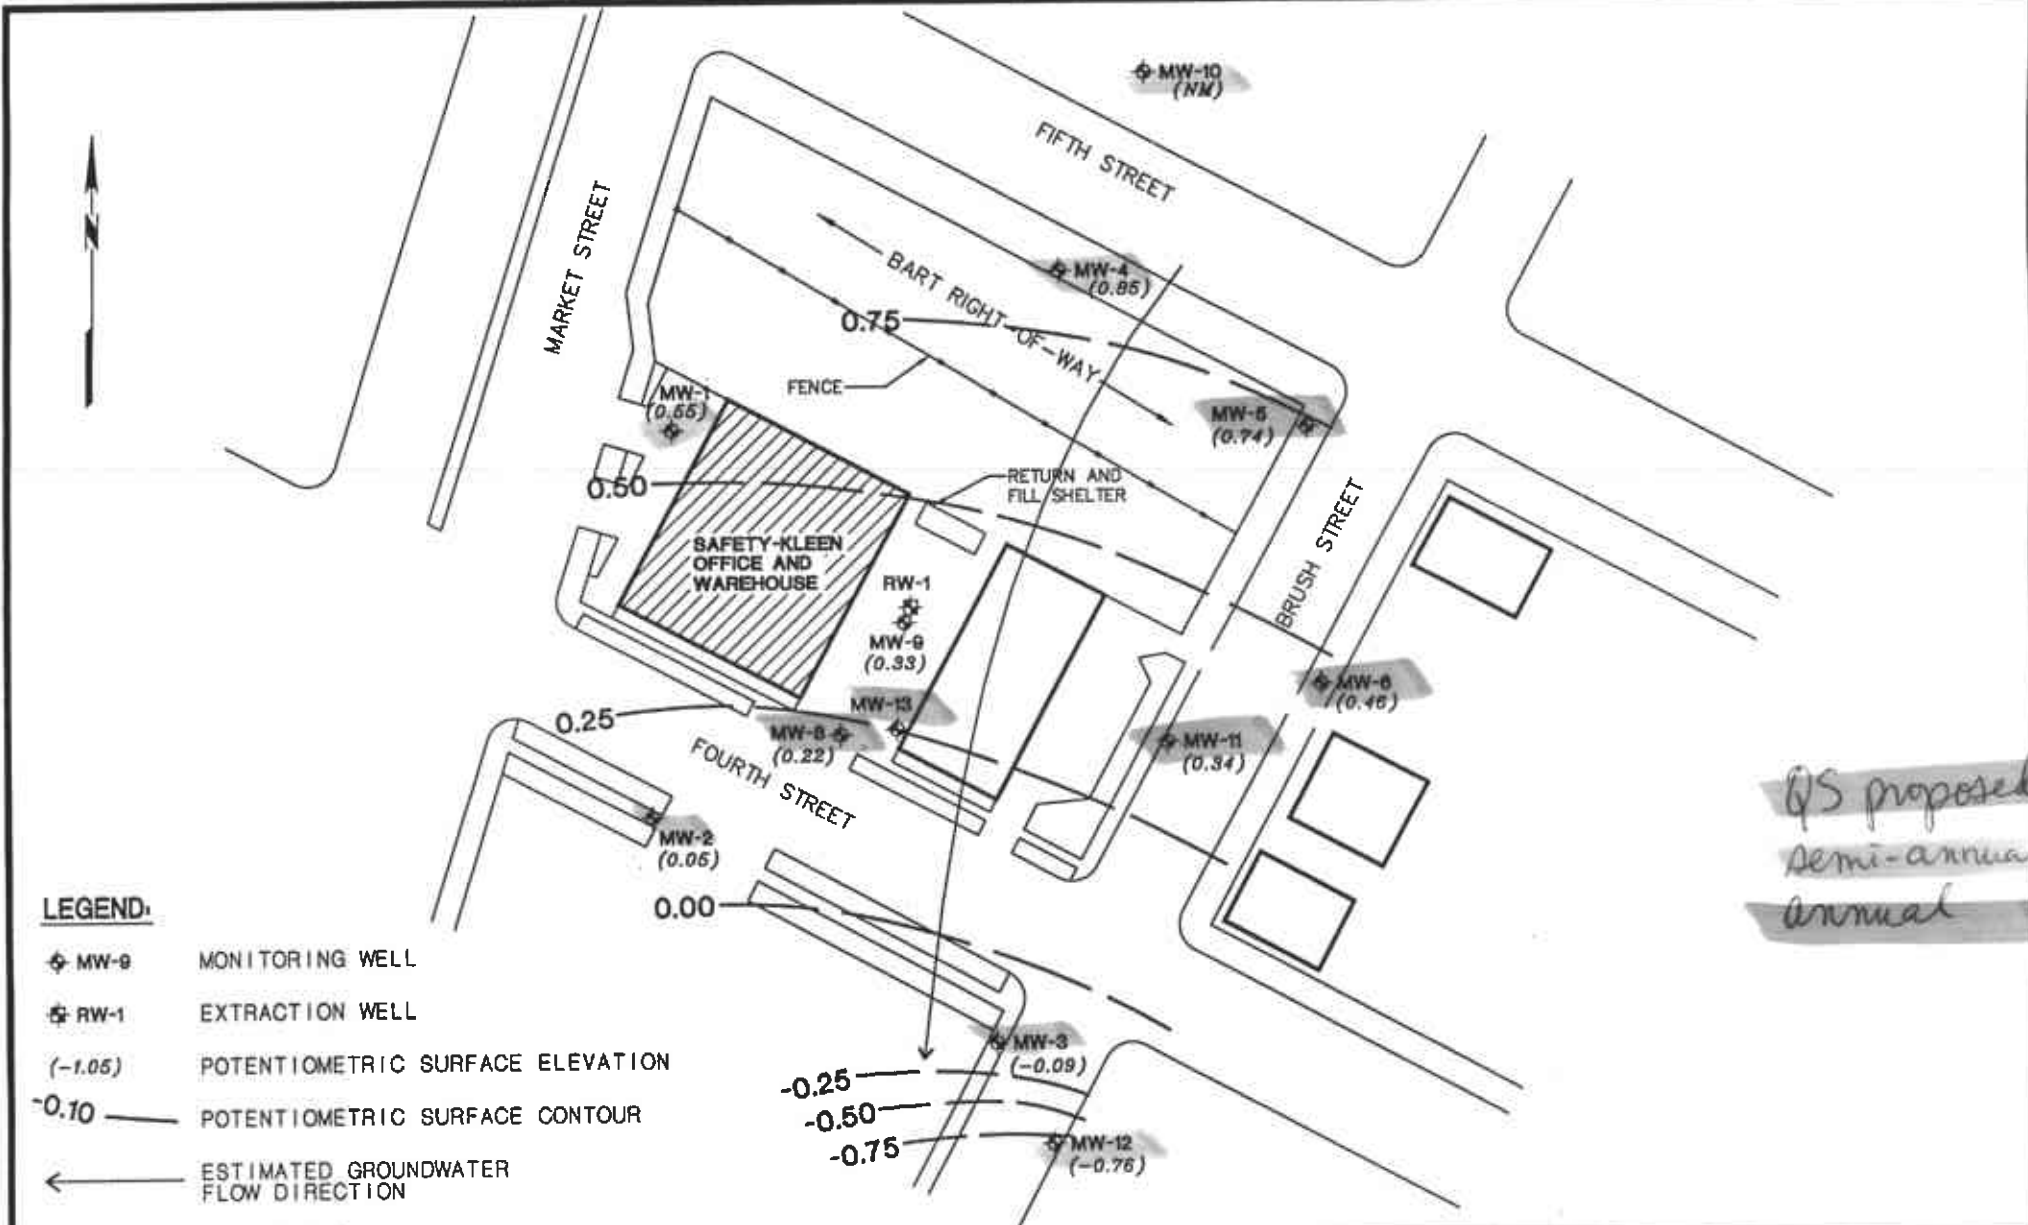 MW-10
(NM)
FIFTH STREET
N
MARKET STREET
BART RIGHT-OF-WAY
MW-4
(0.85)
0.75
FENCE
MW-1
(0.55)
MW-5
(0.74)
0.50
RETURN AND
FILL SHELTER
SAFETY-KLEEN
OFFICE AND
WAREHOUSE
BRUSH STREET
RW-1
MW-9
(0.33)
MW-6
(0.46)
0.25
MW-13
MW-8
(0.22)
MW-11
(0.34)
FOURTH STREET
QS proposed
semi-annua
annual
MW-2
(0.05)
0.00
MW-3
(-0.09)
-0.25
-0.50
-0.75
MW-12
(-0.76)
LEGEND:
MW-9 MONITORING WELL
RW-1 EXTRACTION WELL
(-1.05) POTENTIOMETRIC SURFACE ELEVATION
-0.10 POTENTIOMETRIC SURFACE CONTOUR
ESTIMATED GROUNDWATER
FLOW DIRECTION